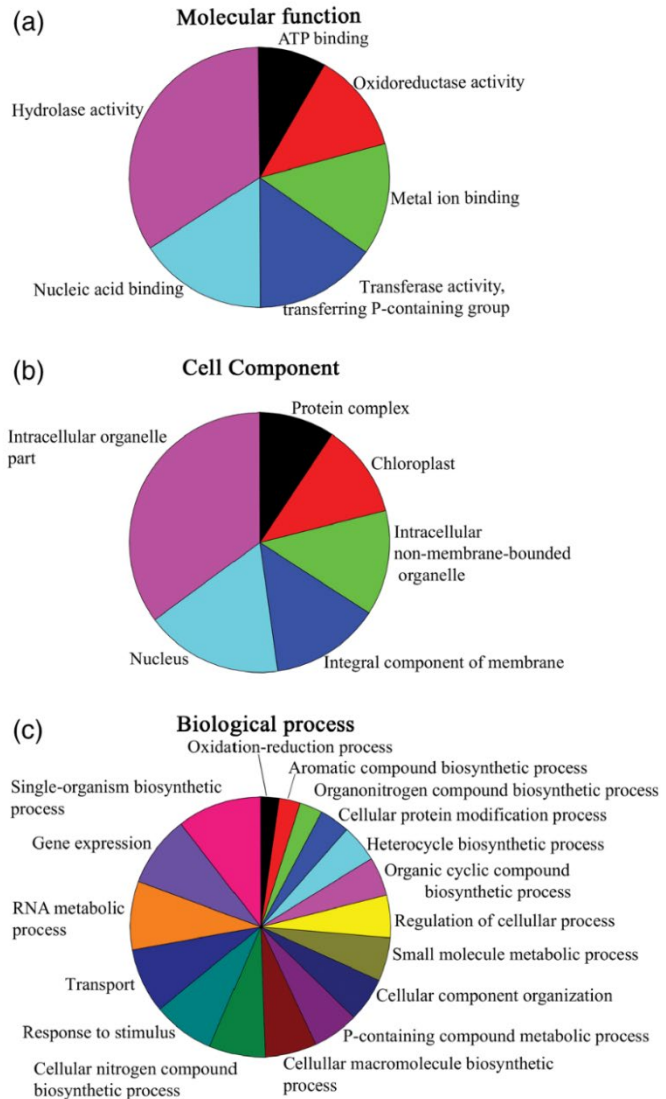 (a)
Molecular function
ATP binding
Oxidoreductase activity
Hydrolase activity
Metal ion binding
Nucleic acid binding
Transferase activity,
transferring P-containing group
(b)
Cell Component
Protein complex
Intracellular organelle
part
Chloroplast
Intracellular
non-membrane-bounded
organelle
Nucleus
Integral component of membrane
(c)
Biological process
Oxidation-reduction process
Aromatic compound biosynthetic process
Single-organism biosynthetic
process
Organonitrogen compound biosynthetic process
Cellular protein modification process
Gene expression
Heterocycle biosynthetic process
Organic cyclic compound
biosynthetic process
RNA metabolic
process
Regulation of cellullar process
Small molecule metabolic process
Transport
Cellular component organization
Response to stimulus
P-containing compound metabolic process
Cellular nitrogen compound
biosynthetic process
Cellullar macromolecule biosynthetic
process